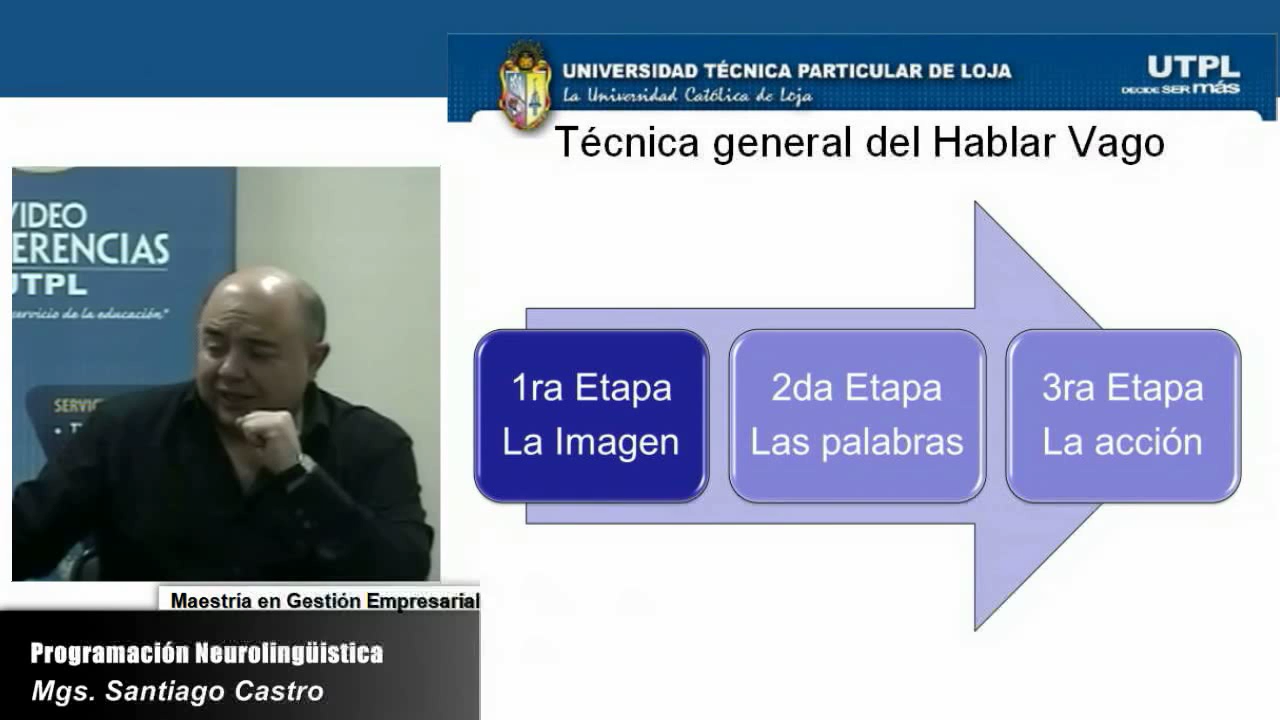 UNIVERSIDAD TÉCNICA PARTICULAR DE LOJA
La Universidad Católica de Loja
UTPL
DECIDE SER más
Técnica general del Hablar Vago
1ra Etapa
La Imagen
2da Etapa
Las palabras
3ra Etapa
La acción
VIDEO
ERENCIAS
UTPL
servicio de la educación"
SERVIC
Maestría en Gestión Empresarial
Programación Neurolingüistica
Mgs. Santiago Castro